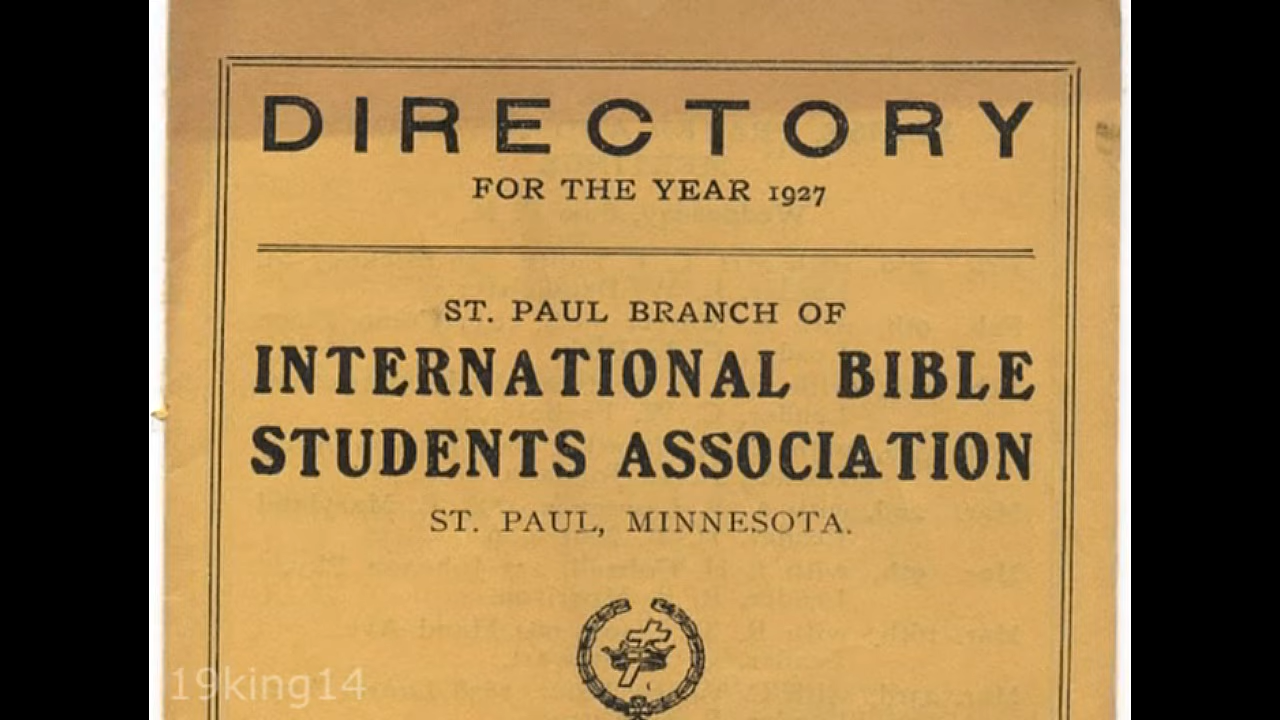 DIRECTORY
FOR THE YEAR 1927
ST. PAUL BRANCH OF
INTERNATIONAL BIBLE
STUDENTS ASSOCIATION
ST. PAUL, MINNESOTA.
19king14